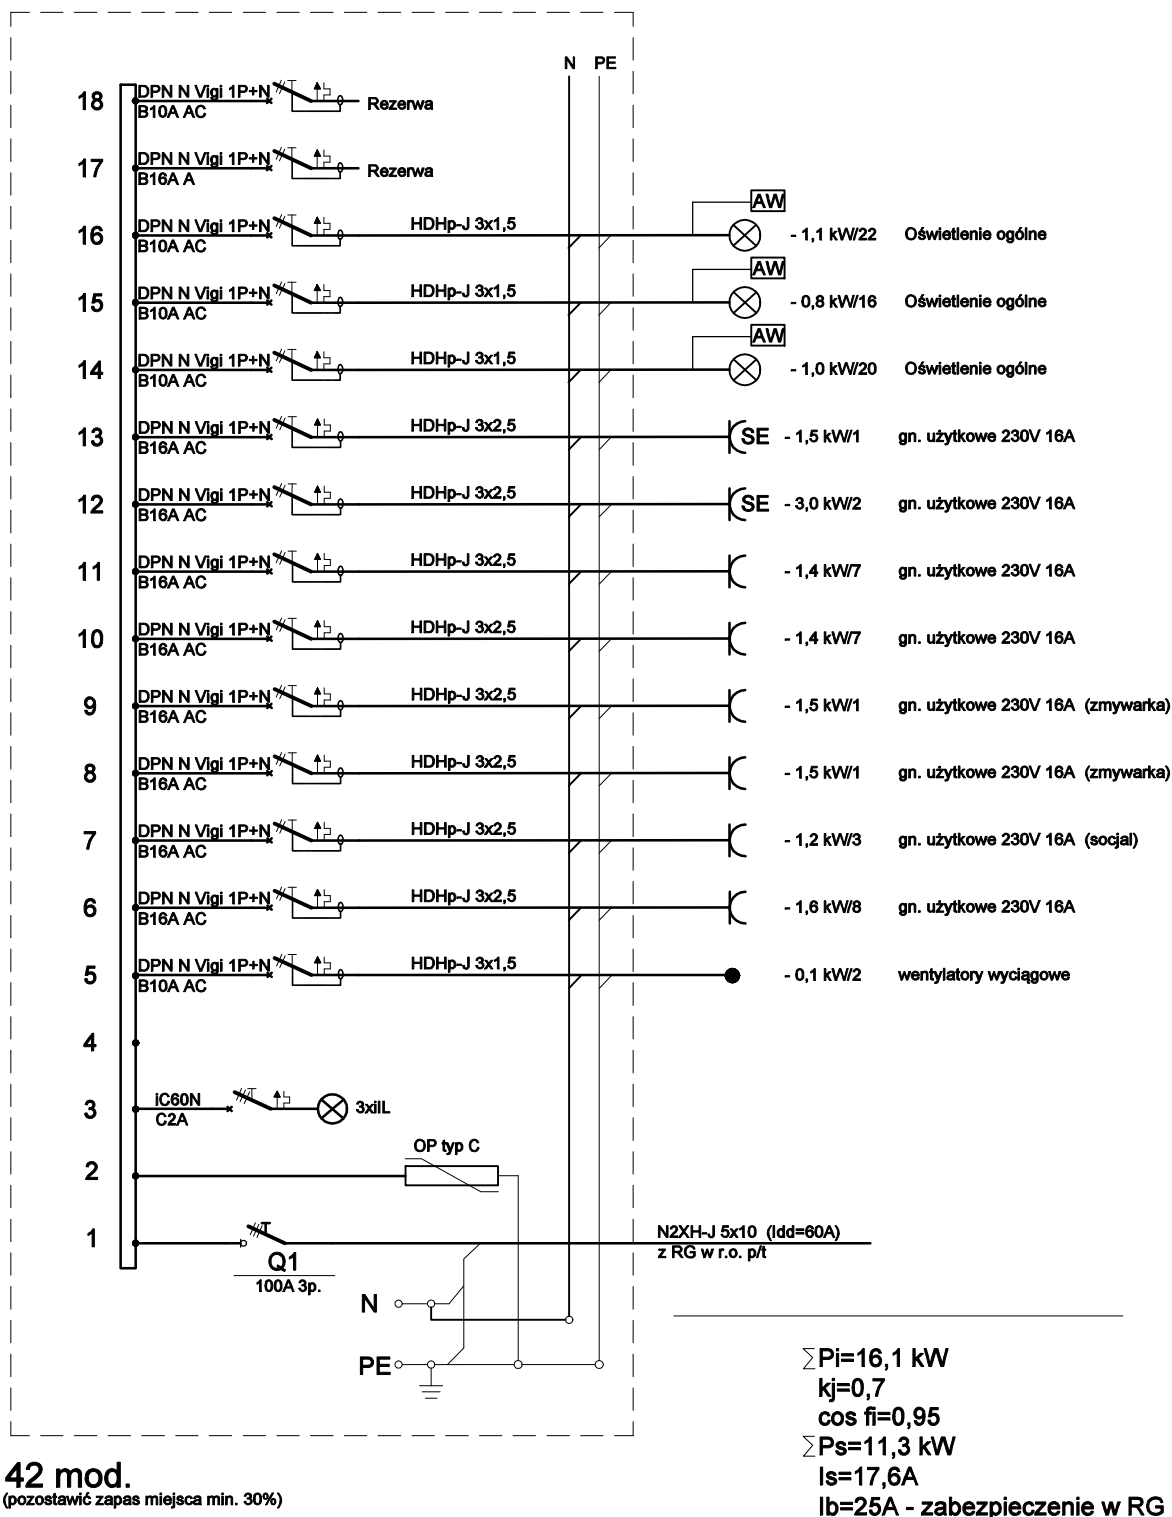 N PE
18 DPN N Vigi 1P+N
B10A AC
Rezerwa
17 DPN N Vigi 1P+N
B16A A
Rezerwa
AW
16 DPN N Vigi 1P+N HDHp-J 3x1,5 - 1,1 kW/22 Oświetlenie ogólne
B10A AC
AW
15 DPN N Vigi 1P+N HDHp-J 3x1,5 - 0,8 kW/16 Oświetlenie ogólne
B10A AC
AW
14 DPN N Vigi 1P+N HDHp-J 3x1,5 - 1,0 kW/20 Oświetlenie ogólne
B10A AC
13 DPN N Vigi 1P+N HDHp-J 3x2,5 SE - 1,5 kW/1 gn. użytkowe 230V 16A
B16A AC
12 DPN N Vigi 1P+N HDHp-J 3x2,5 SE - 3,0 kW/2 gn. użytkowe 230V 16A
B16A AC
11 DPN N Vigi 1P+N HDHp-J 3x2,5 - 1,4 kW/7 gn. użytkowe 230V 16A
B16A AC
10 DPN N Vigi 1P+N HDHp-J 3x2,5 - 1,4 kW/7 gn. użytkowe 230V 16A
B16A AC
9 DPN N Vigi 1P+N HDHp-J 3x2,5 - 1,5 kW/1 gn. użytkowe 230V 16A (zmywarka)
B16A AC
8 DPN N Vigi 1P+N HDHp-J 3x2,5 - 1,5 kW/1 gn. użytkowe 230V 16A (zmywarka)
B16A AC
7 DPN N Vigi 1P+N HDHp-J 3x2,5 - 1,2 kW/3 gn. użytkowe 230V 16A (socjal)
B16A AC
6 DPN N Vigi 1P+N HDHp-J 3x2,5 - 1,6 kW/8 gn. użytkowe 230V 16A
B16A AC
5 DPN N Vigi 1P+N HDHp-J 3x1,5 - 0,1 kW/2 wentylatory wyciągowe
B10A AC
4
3 iC60N 3xiIL
C2A
OP typ C
2
1 T N2XH-J 5x10 (Idd=60A)
z RG w r.o. p/t
Q1
100A 3p.
N
PE
∑Pi=16,1 kW
kj=0,7
cos fi=0,95
∑Ps=11,3 kW
Is=17,6A
Ib=25A - zabezpieczenie w RG
42 mod.
(pozostawić zapas miejsca min. 30%)